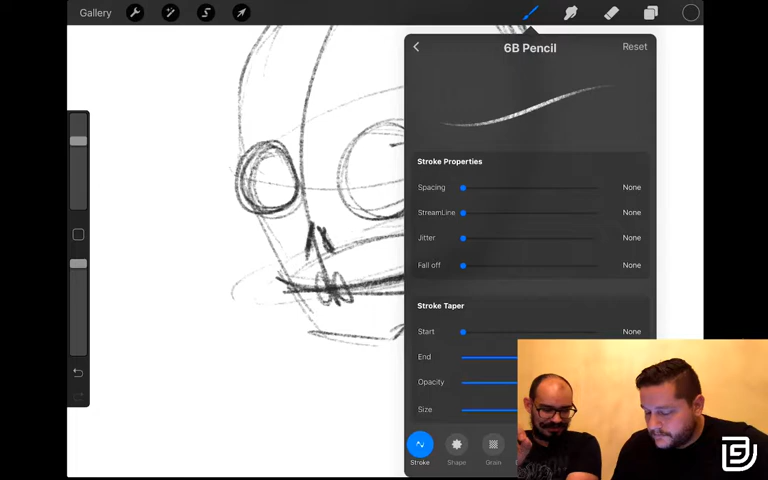 Gallery
6B Pencil
Reset
Stroke Properties
Spacing None
StreamLine None
Jitter None
Fall off None
Stroke Taper
Start None
End
Opacity
Size
Stroke Shape Grain